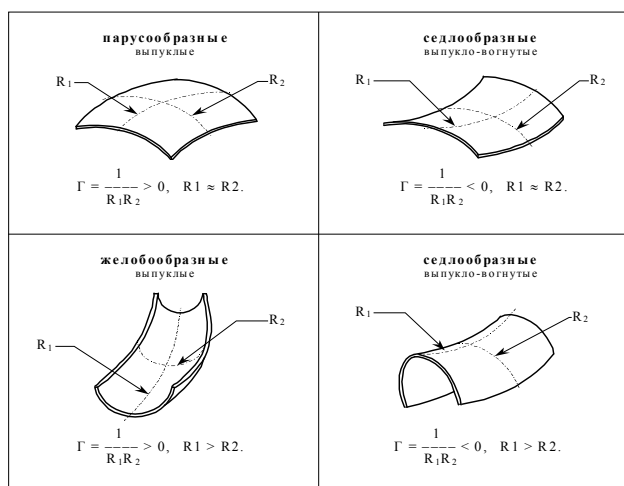 парусообразные
выпуклые
R₁
R₂
Γ = 1/R₁R₂ > 0, R1 ≈ R2.
седлообразные
выпукло-вогнутые
R₁
R₂
Γ = 1/R₁R₂ < 0, R1 ≈ R2.
желобообразные
выпуклые
R₁
R₂
Γ = 1/R₁R₂ > 0, R1 > R2.
седлообразные
выпукло-вогнутые
R₁
R₂
Γ = 1/R₁R₂ < 0, R1 > R2.